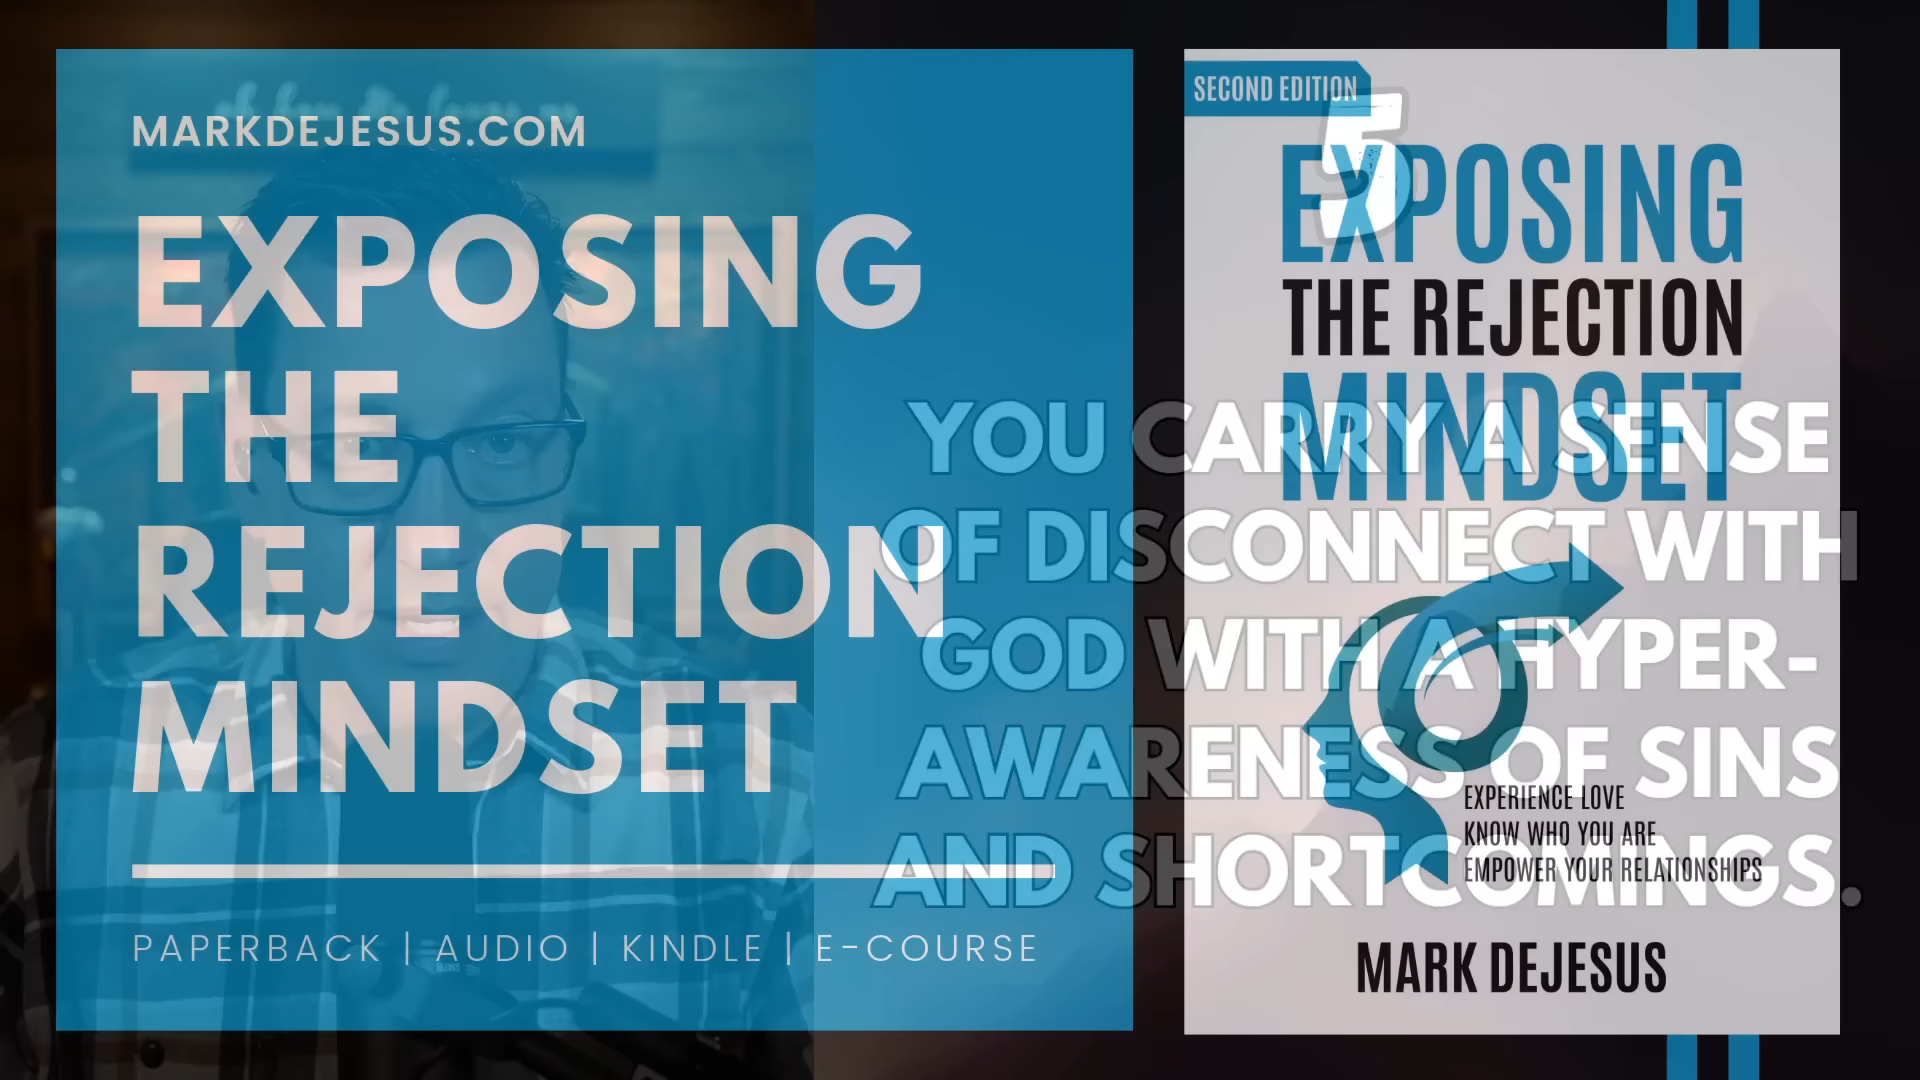 MARKDEJESUS.COM
EXPOSING
THE
REJECTION
MINDSET
PAPERBACK | AUDIO | KINDLE | E-COURSE
SECOND EDITION
EXPOSING
THE REJECTION
MINDSET
EXPERIENCE LOVE
KNOW WHO YOU ARE
EMPOWER YOUR RELATIONSHIPS
MARK DEJESUS
5
YOU CARRY A SENSE
OF DISCONNECT WITH
GOD WITH A HYPER-
AWARENESS OF SINS
AND SHORTCOMINGS.